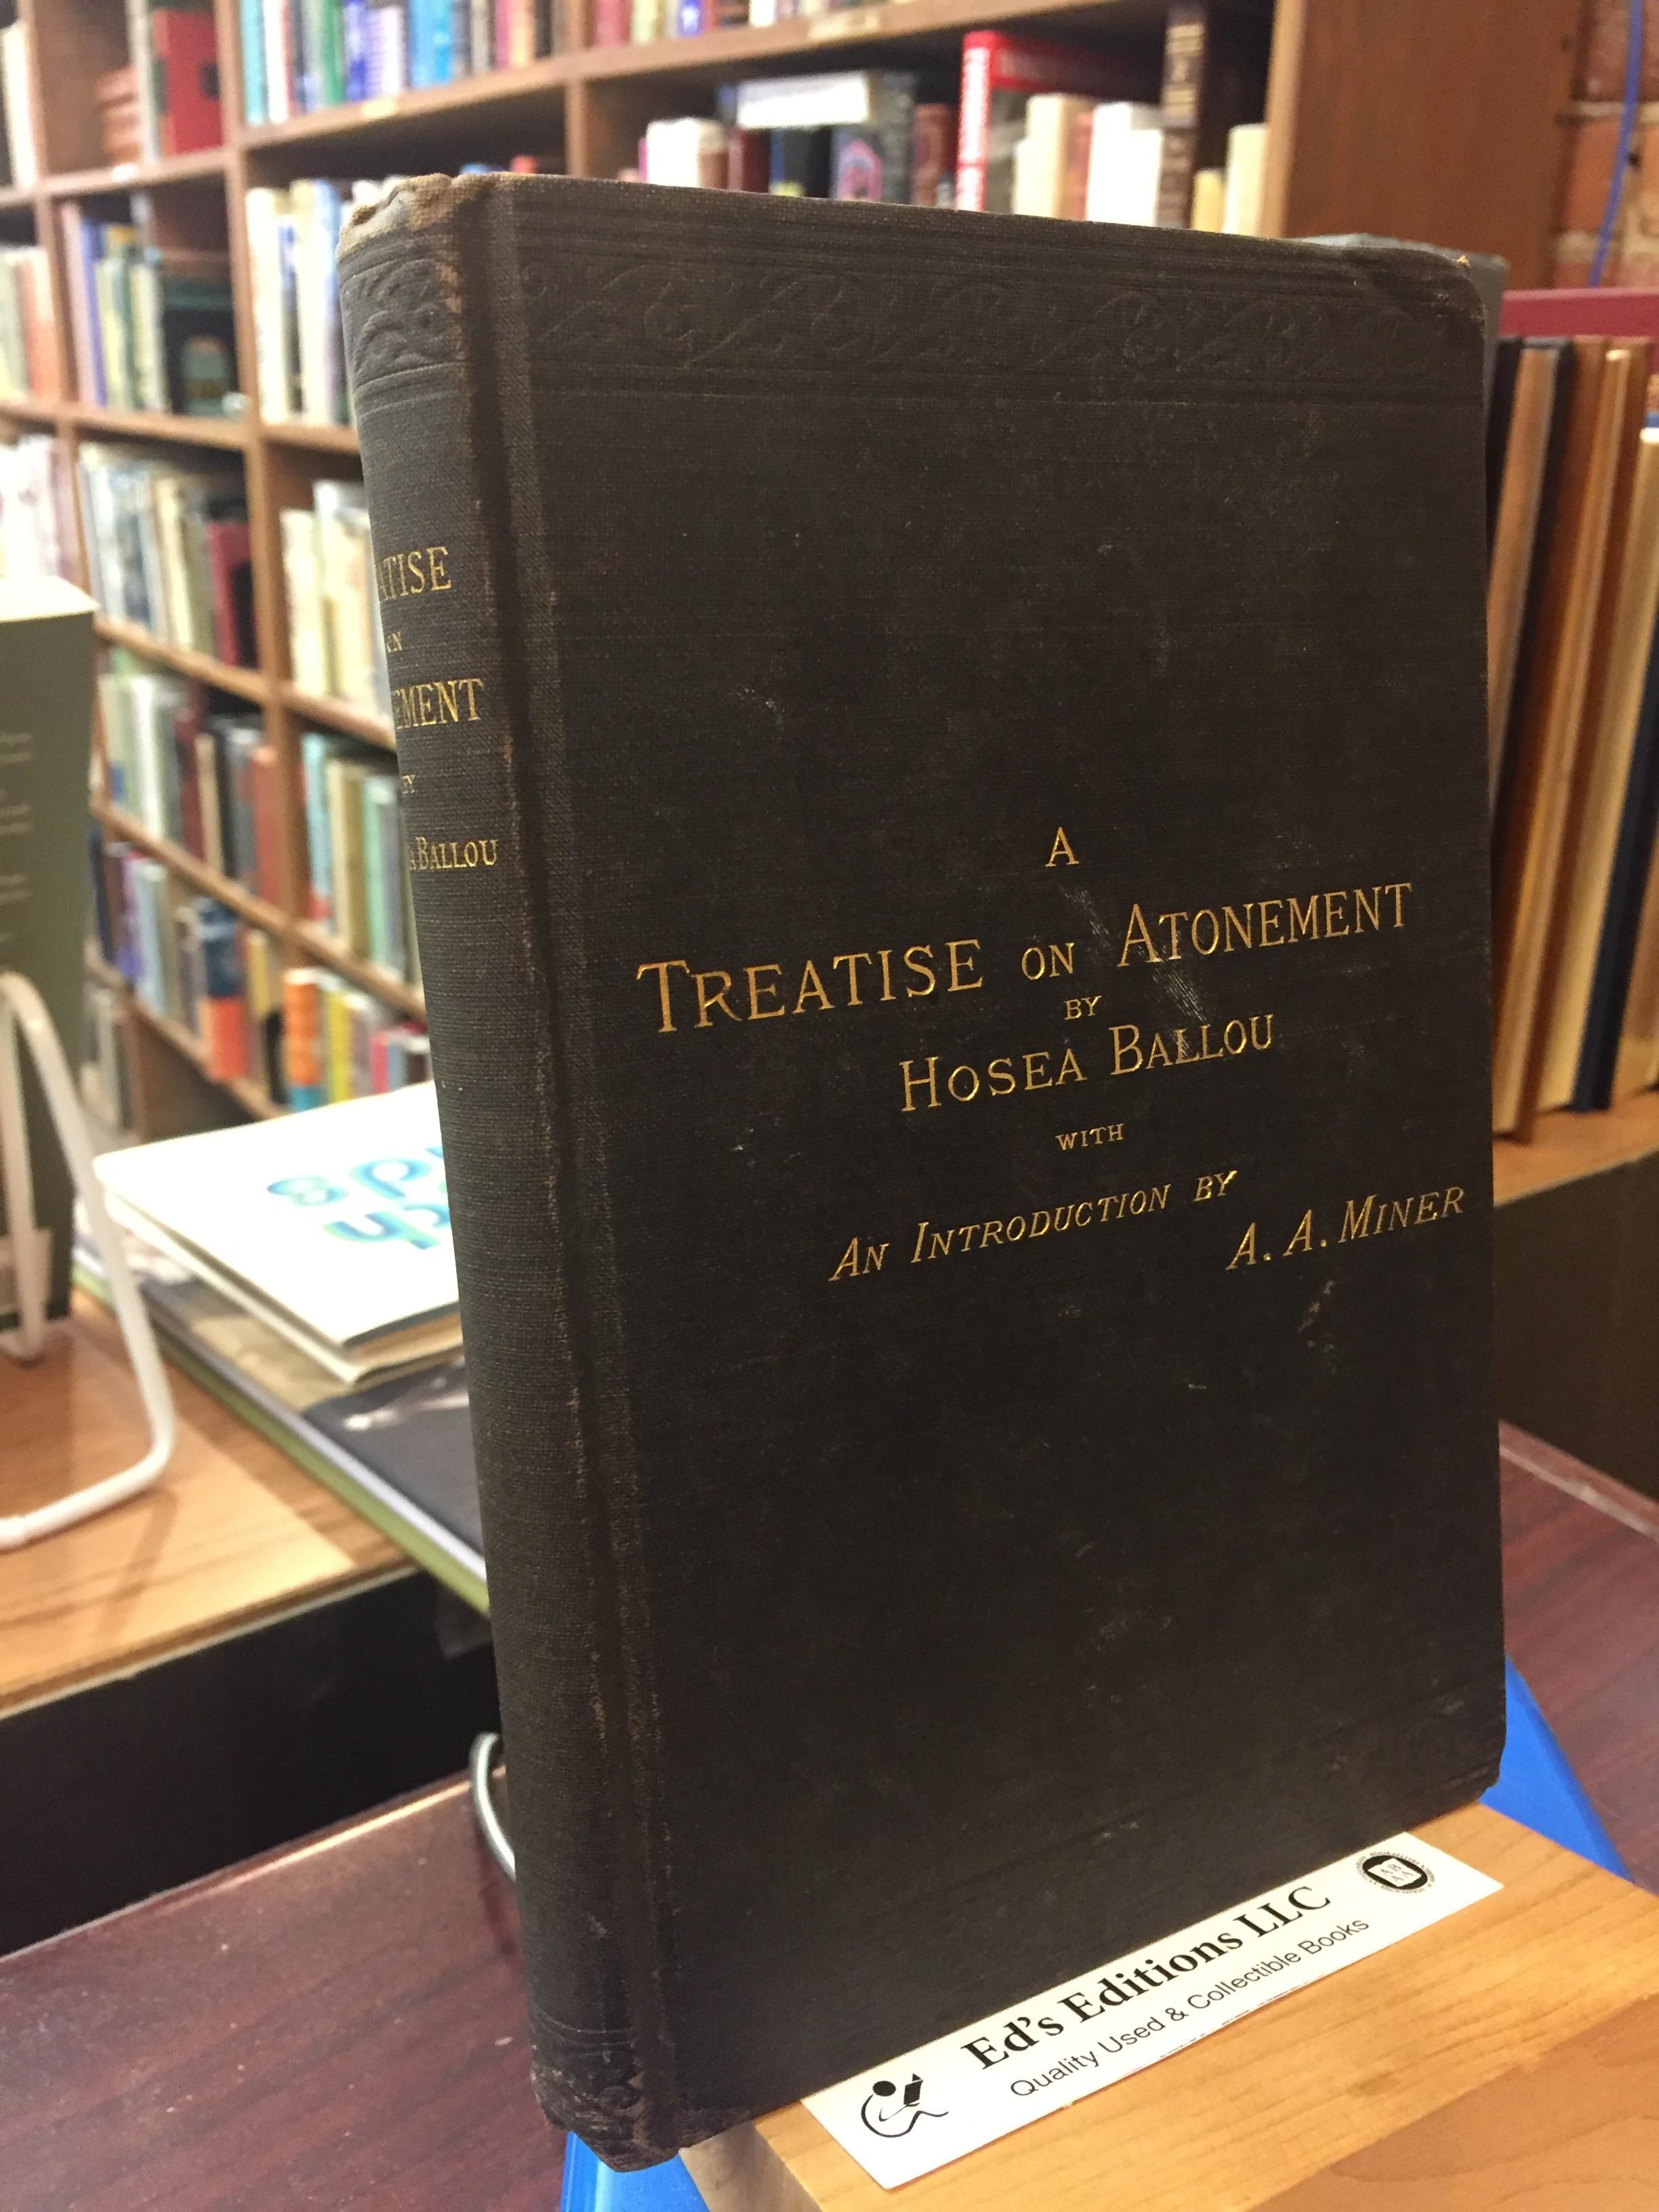 A
TREATISE ON ATONEMENT
BY
HOSEA BALLOU
WITH
AN INTRODUCTION BY
A. A. MINER
ATISE
EMENT
BALLOU
Ed's Editions LLC
Quality Used & Collectible Books